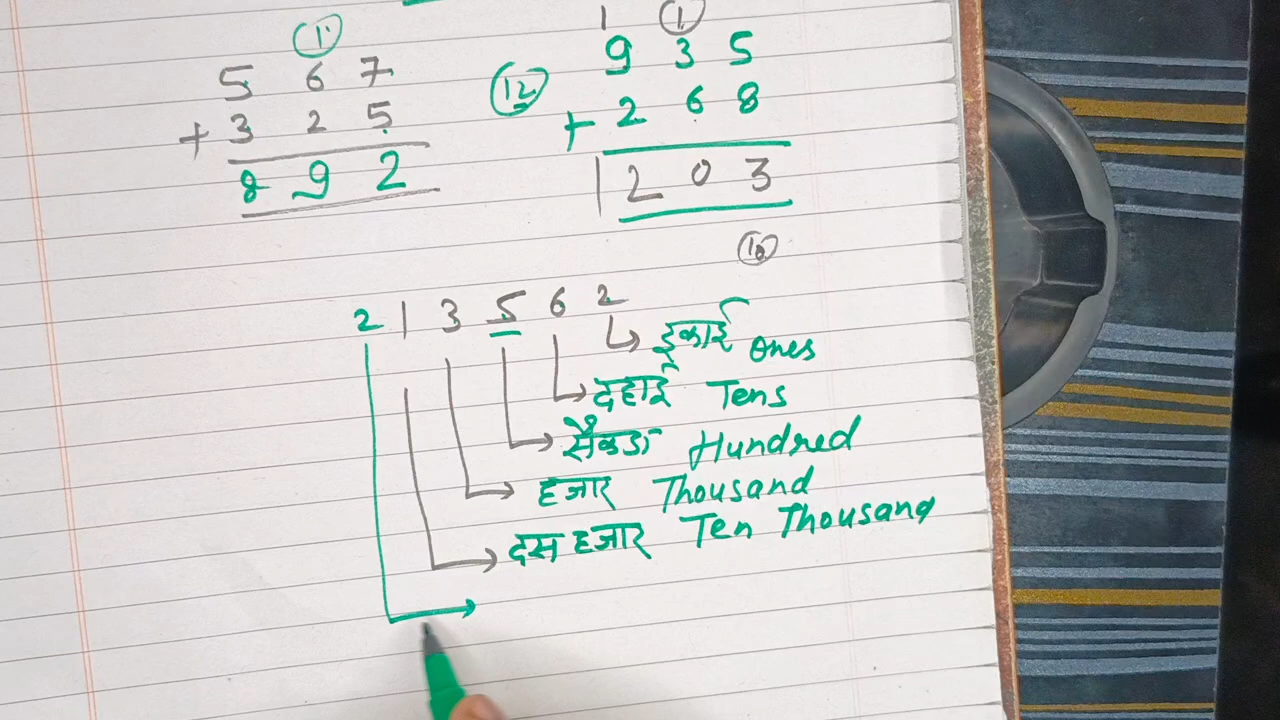 ① 1 ①
5 6 7 ⑫ 9 3 5
+ 3 2 5 + 2 6 8
8 9 2 1 2 0 3
⑩
2 1 3 5 6 2
इकाई Ones
दहाई Tens
सैकडा Hundred
हजार Thousand
दस हजार Ten Thousand